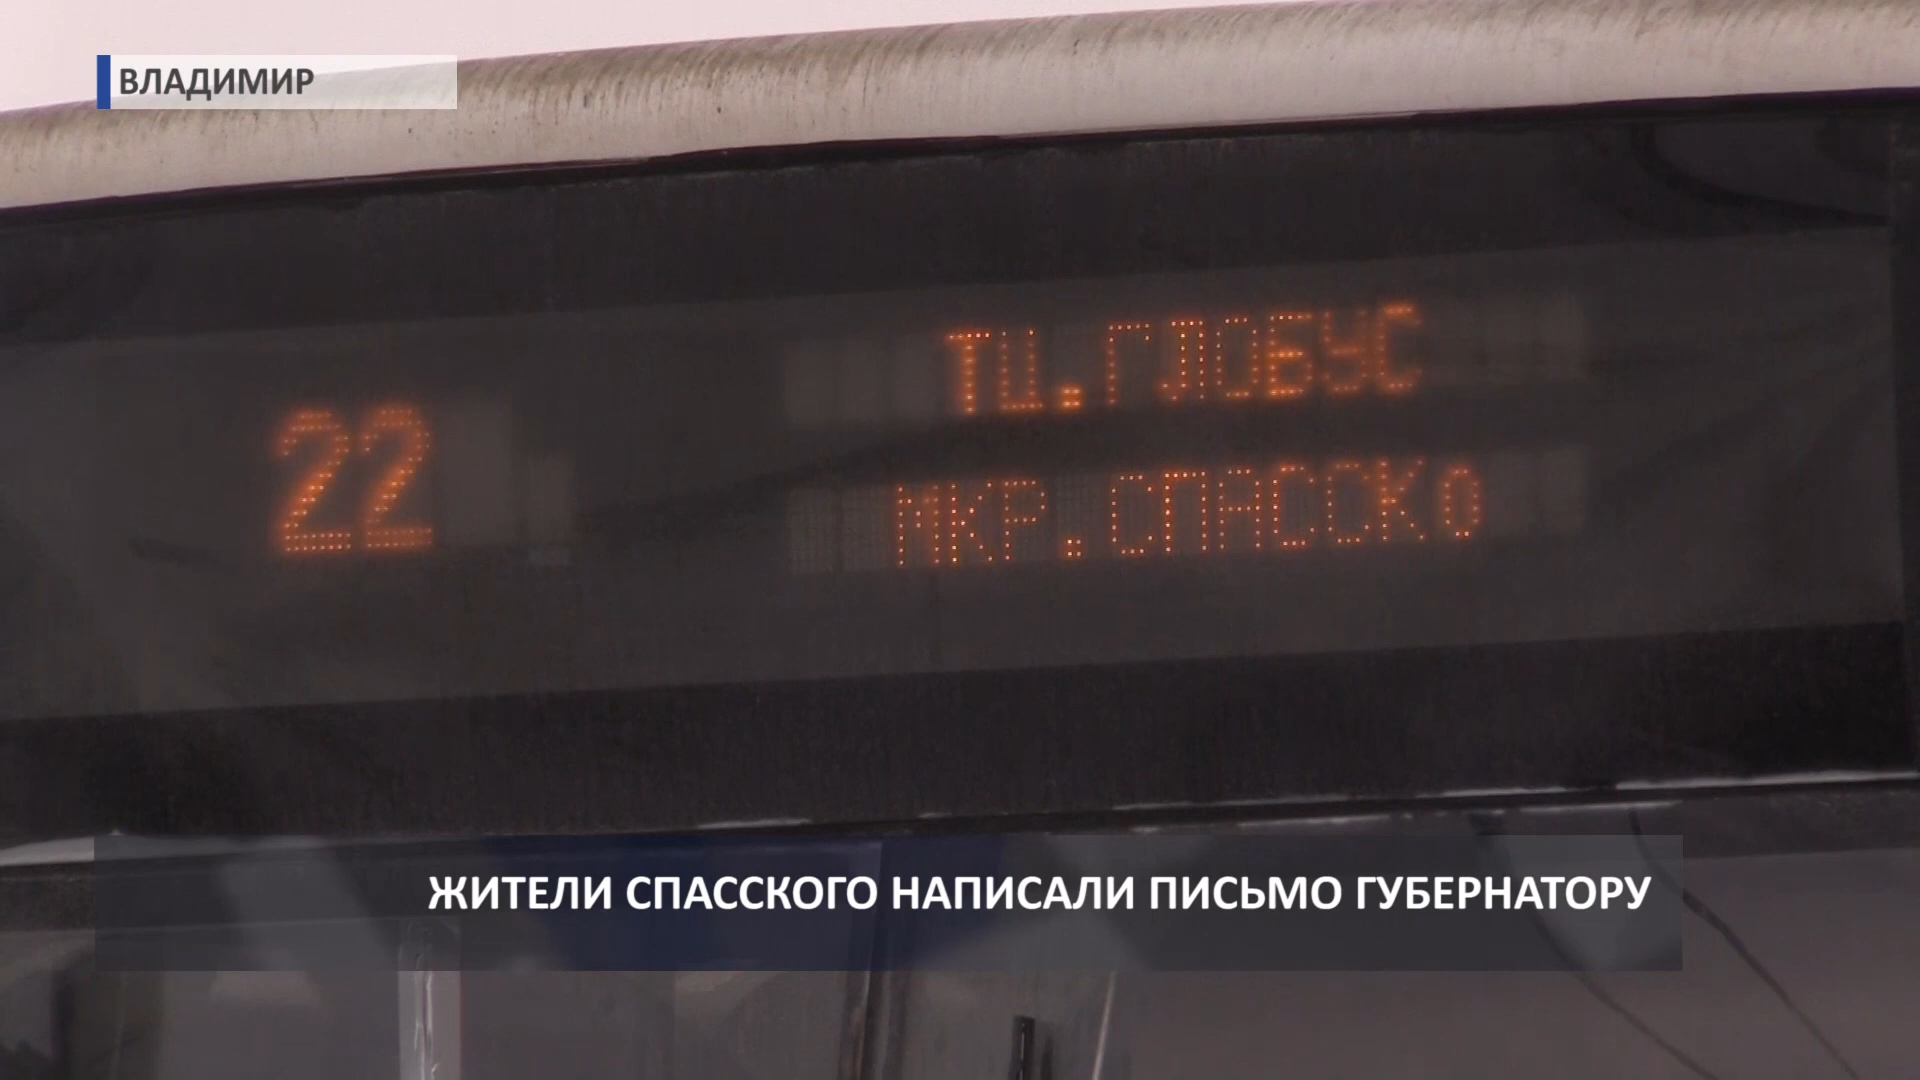 ВЛАДИМИР
22
ТЦ.ГЛОБУС
МКР.СПАССКО
ЖИТЕЛИ СПАССКОГО НАПИСАЛИ ПИСЬМО ГУБЕРНАТОРУ